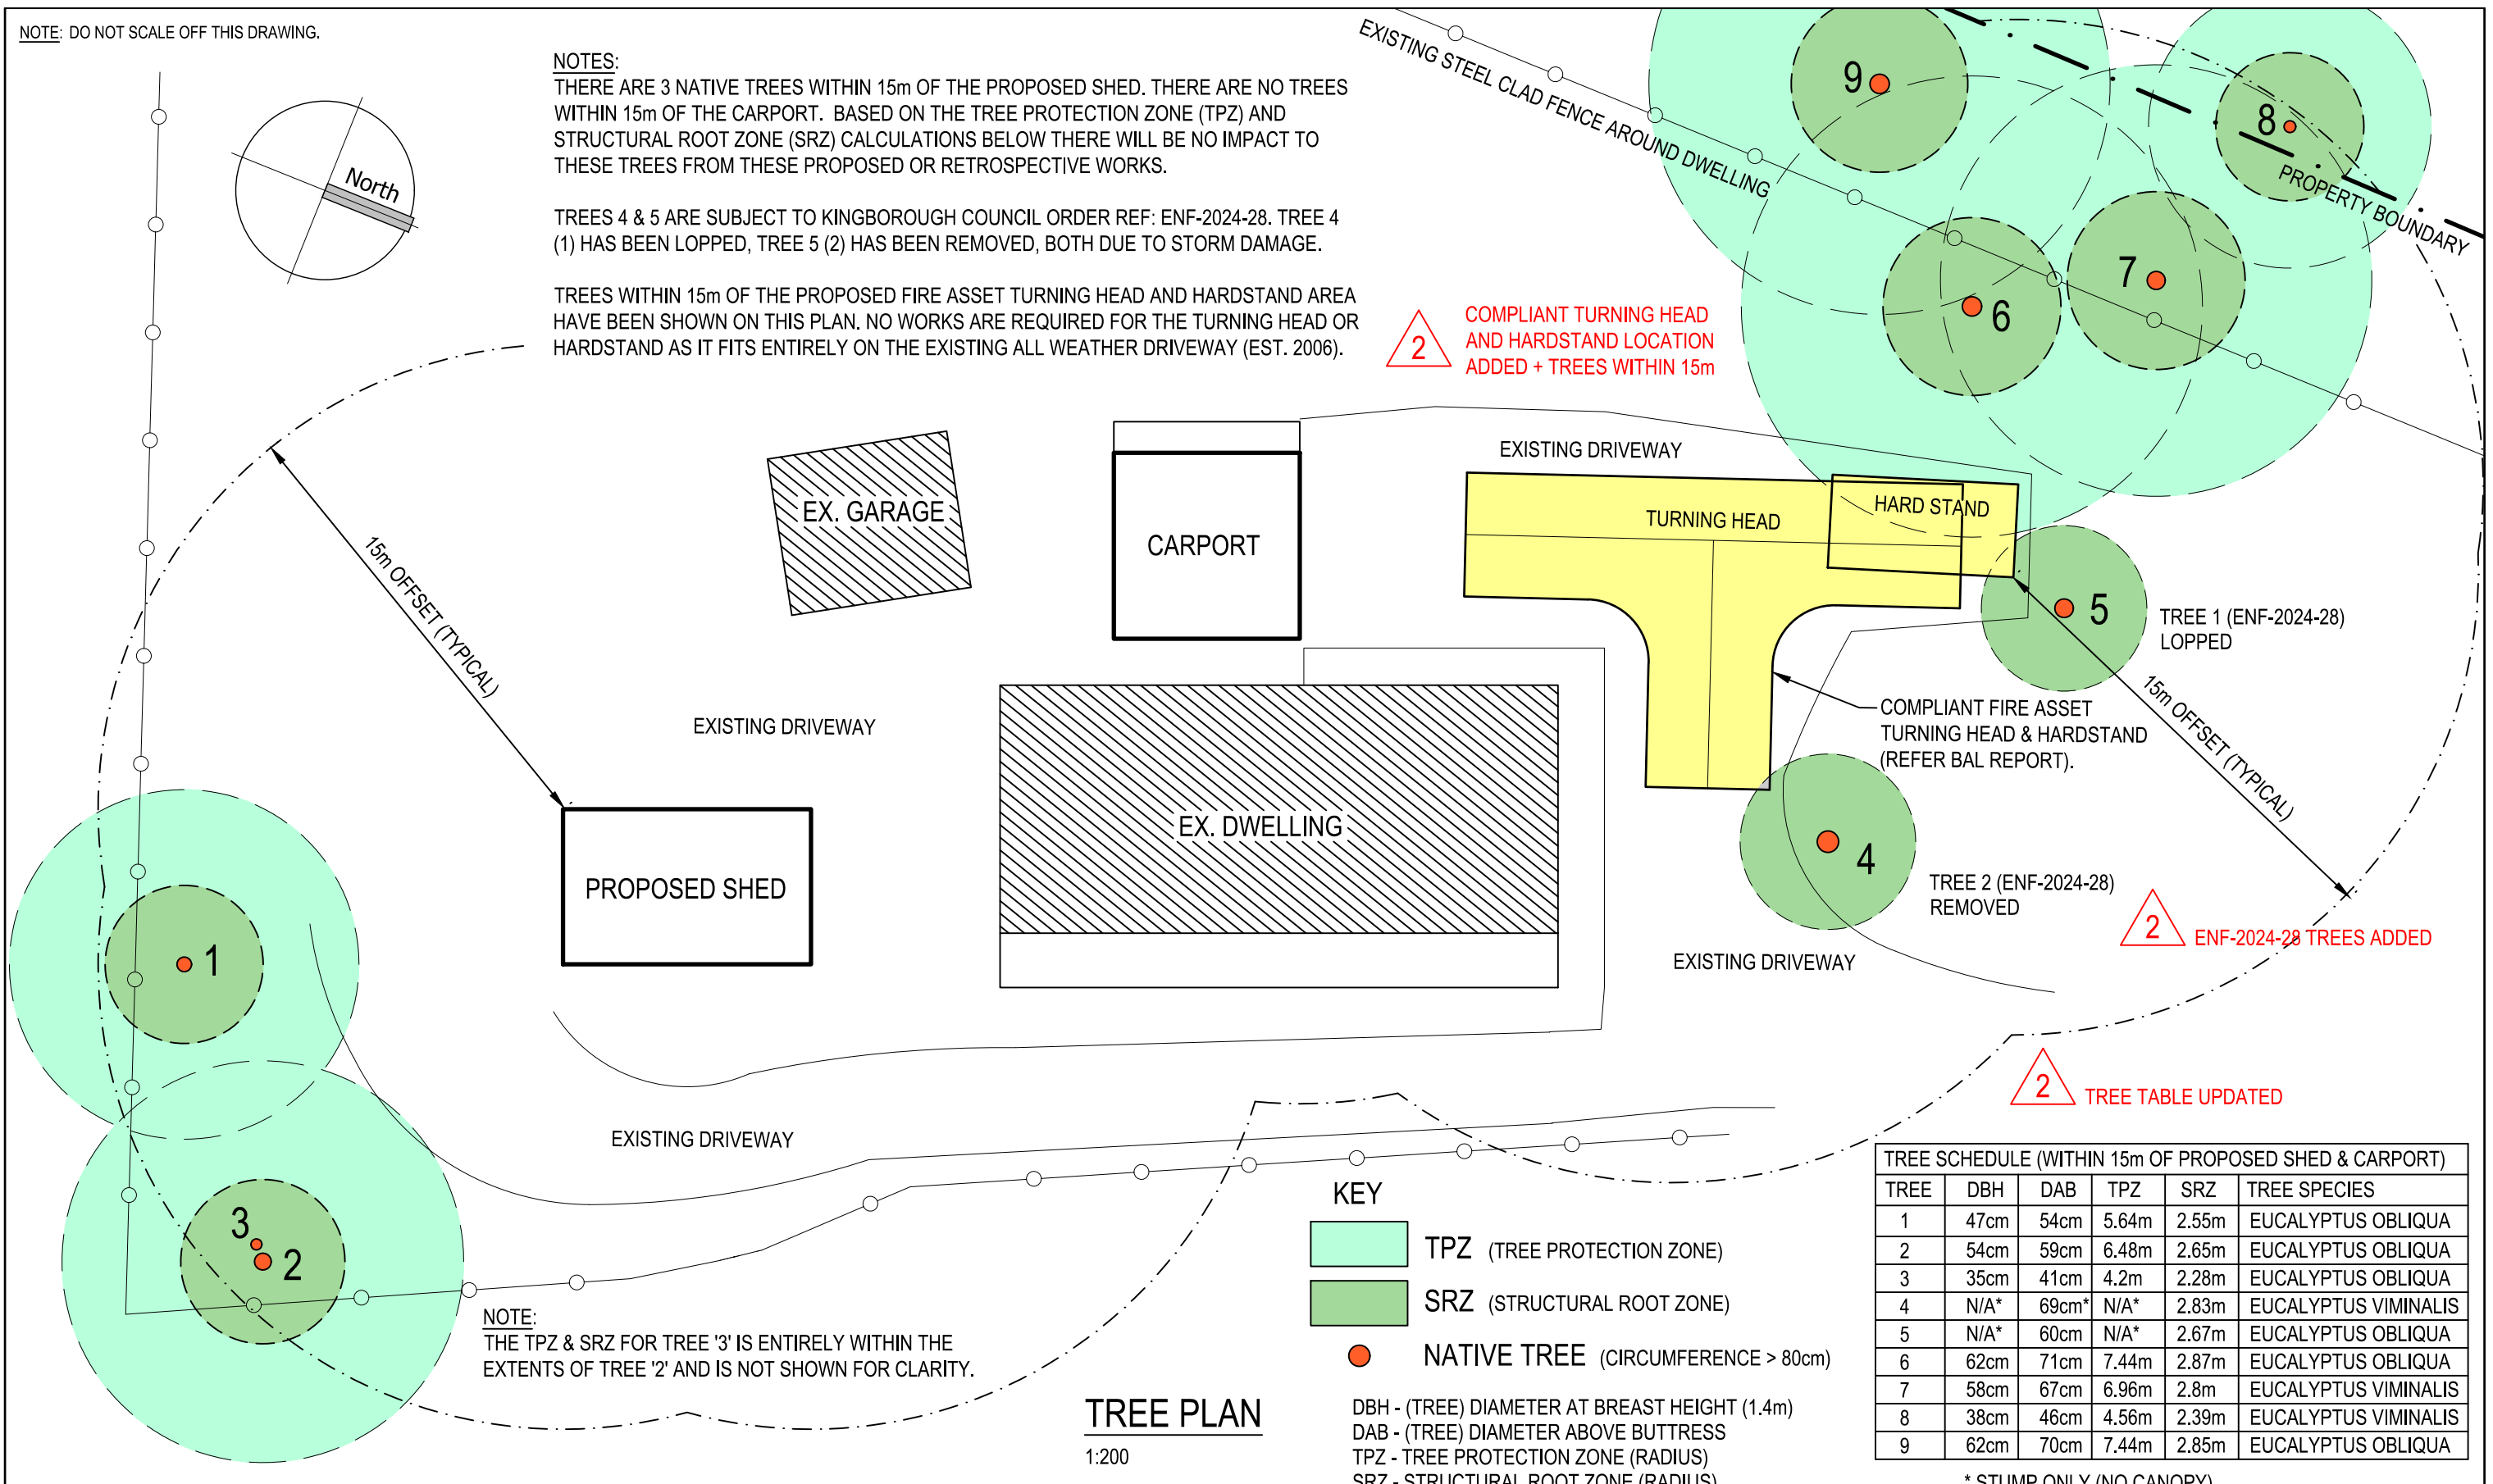 NOTE: DO NOT SCALE OFF THIS DRAWING.
North
NOTES:
THERE ARE 3 NATIVE TREES WITHIN 15m OF THE PROPOSED SHED. THERE ARE NO TREES
WITHIN 15m OF THE CARPORT. BASED ON THE TREE PROTECTION ZONE (TPZ) AND
STRUCTURAL ROOT ZONE (SRZ) CALCULATIONS BELOW THERE WILL BE NO IMPACT TO
THESE TREES FROM THESE PROPOSED OR RETROSPECTIVE WORKS.
TREES 4 & 5 ARE SUBJECT TO KINGBOROUGH COUNCIL ORDER REF: ENF-2024-28. TREE 4
(1) HAS BEEN LOPPED, TREE 5 (2) HAS BEEN REMOVED, BOTH DUE TO STORM DAMAGE.
TREES WITHIN 15m OF THE PROPOSED FIRE ASSET TURNING HEAD AND HARDSTAND AREA
HAVE BEEN SHOWN ON THIS PLAN. NO WORKS ARE REQUIRED FOR THE TURNING HEAD OR
HARDSTAND AS IT FITS ENTIRELY ON THE EXISTING ALL WEATHER DRIVEWAY (EST. 2006).
EXISTING STEEL CLAD FENCE AROUND DWELLING
9
8
PROPERTY BOUNDARY
7
6
2
COMPLIANT TURNING HEAD
AND HARDSTAND LOCATION
ADDED + TREES WITHIN 15m
EXISTING DRIVEWAY
EX. GARAGE
CARPORT
TURNING HEAD
HARD STAND
15m OFFSET (TYPICAL)
5
TREE 1 (ENF-2024-28)
LOPPED
COMPLIANT FIRE ASSET
TURNING HEAD & HARDSTAND
(REFER BAL REPORT).
15m OFFSET (TYPICAL)
EXISTING DRIVEWAY
EX. DWELLING
PROPOSED SHED
4
TREE 2 (ENF-2024-28)
REMOVED
2
ENF-2024-28 TREES ADDED
EXISTING DRIVEWAY
1
2
TREE TABLE UPDATED
EXISTING DRIVEWAY
3
2
NOTE:
THE TPZ & SRZ FOR TREE '3' IS ENTIRELY WITHIN THE
EXTENTS OF TREE '2' AND IS NOT SHOWN FOR CLARITY.
KEY
TPZ (TREE PROTECTION ZONE)
SRZ (STRUCTURAL ROOT ZONE)
NATIVE TREE (CIRCUMFERENCE > 80cm)
TREE PLAN
1:200
DBH - (TREE) DIAMETER AT BREAST HEIGHT (1.4m)
DAB - (TREE) DIAMETER ABOVE BUTTRESS
TPZ - TREE PROTECTION ZONE (RADIUS)
SRZ - STRUCTURAL ROOT ZONE (RADIUS)
TREE SCHEDULE (WITHIN 15m OF PROPOSED SHED & CARPORT)
TREE DBH DAB TPZ SRZ TREE SPECIES
1 47cm 54cm 5.64m 2.55m EUCALYPTUS OBLIQUA
2 54cm 59cm 6.48m 2.65m EUCALYPTUS OBLIQUA
3 35cm 41cm 4.2m 2.28m EUCALYPTUS OBLIQUA
4 N/A* 69cm* N/A* 2.83m EUCALYPTUS VIMINALIS
5 N/A* 60cm N/A* 2.67m EUCALYPTUS OBLIQUA
6 62cm 71cm 7.44m 2.87m EUCALYPTUS OBLIQUA
7 58cm 67cm 6.96m 2.8m EUCALYPTUS VIMINALIS
8 38cm 46cm 4.56m 2.39m EUCALYPTUS VIMINALIS
9 62cm 70cm 7.44m 2.85m EUCALYPTUS OBLIQUA
* STUMP ONLY (NO CANOPY)